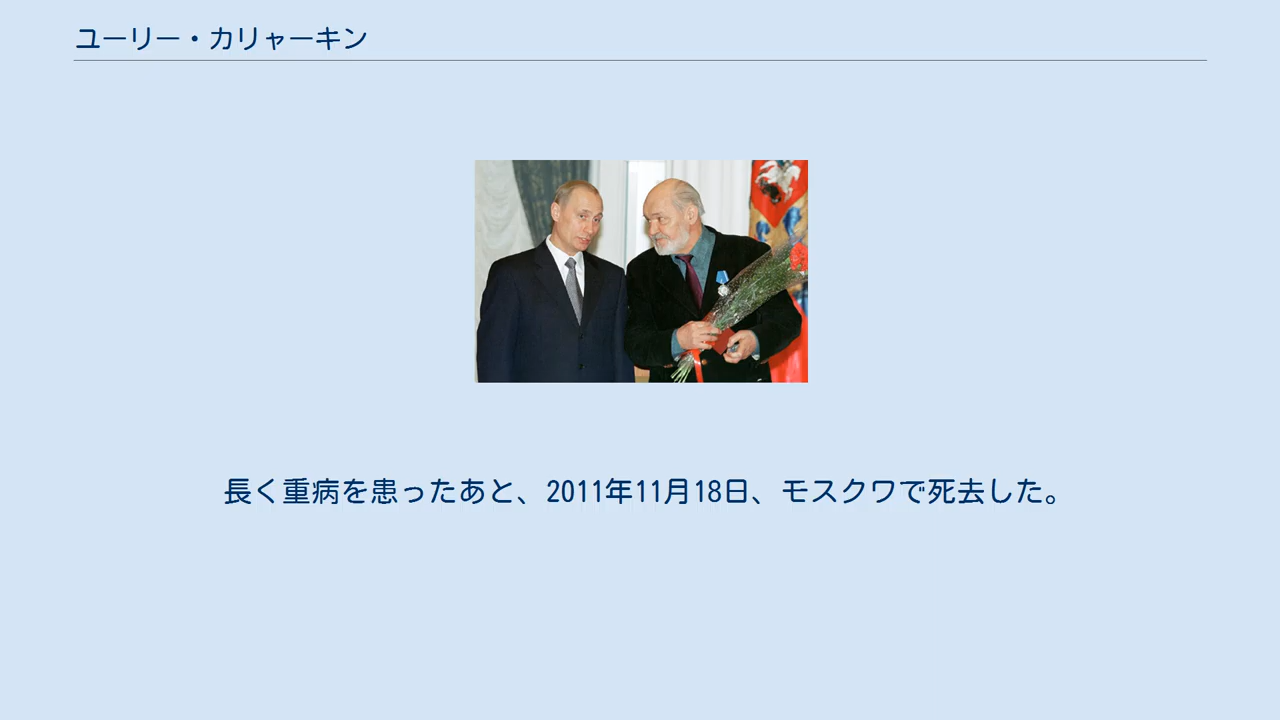 ユーリー・カリャーキン
長く重病を患ったあと、2011年11月18日、モスクワで死去した。